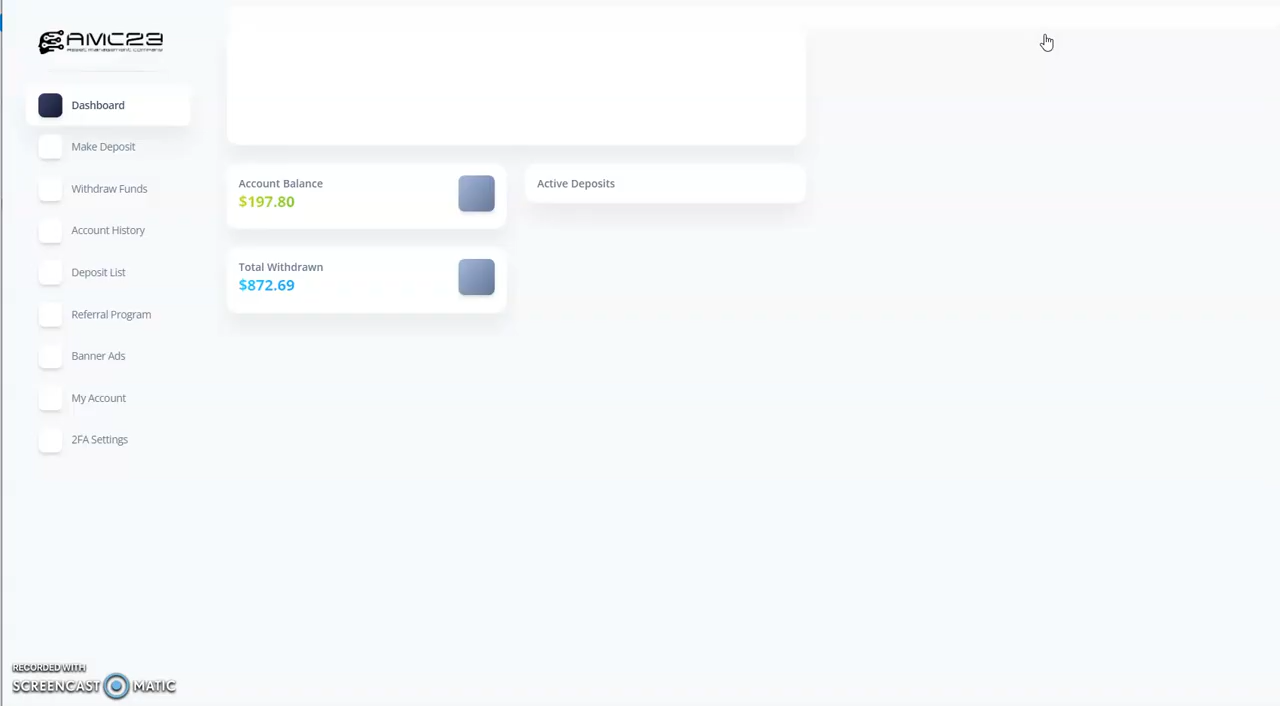 AMC23
Asset management company
Dashboard
Make Deposit
Withdraw Funds
Account History
Deposit List
Referral Program
Banner Ads
My Account
2FA Settings
Account Balance
$197.80
Active Deposits
Total Withdrawn
$872.69
RECORDED WITH
SCREENCAST MATIC